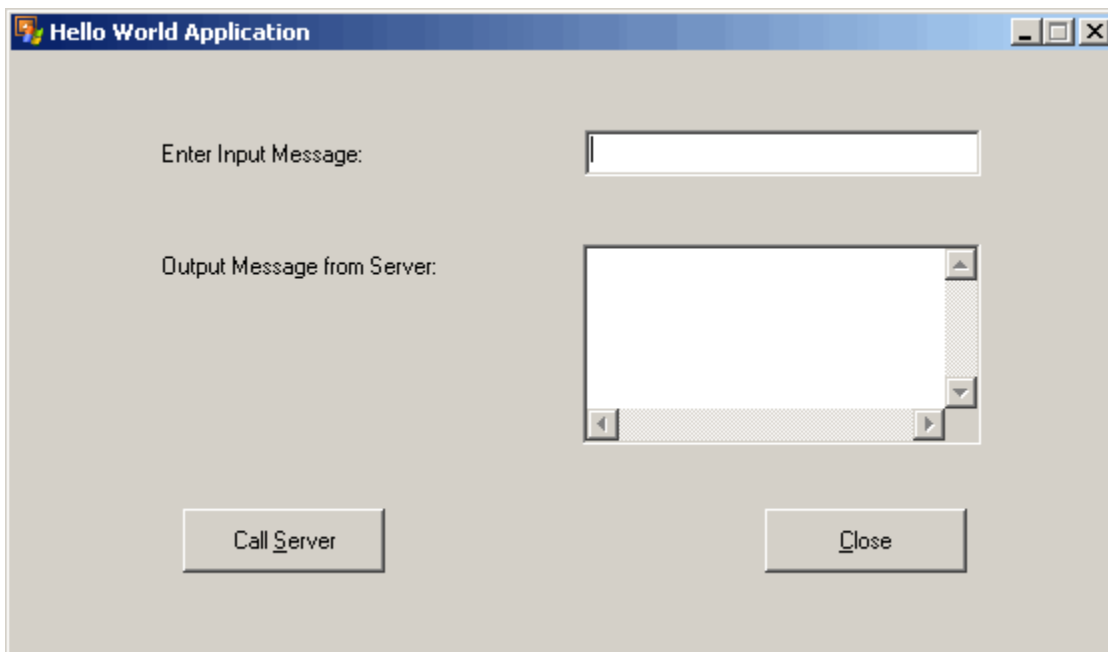 Hello World Application
Enter Input Message:
Output Message from Server:
Call Server
Close